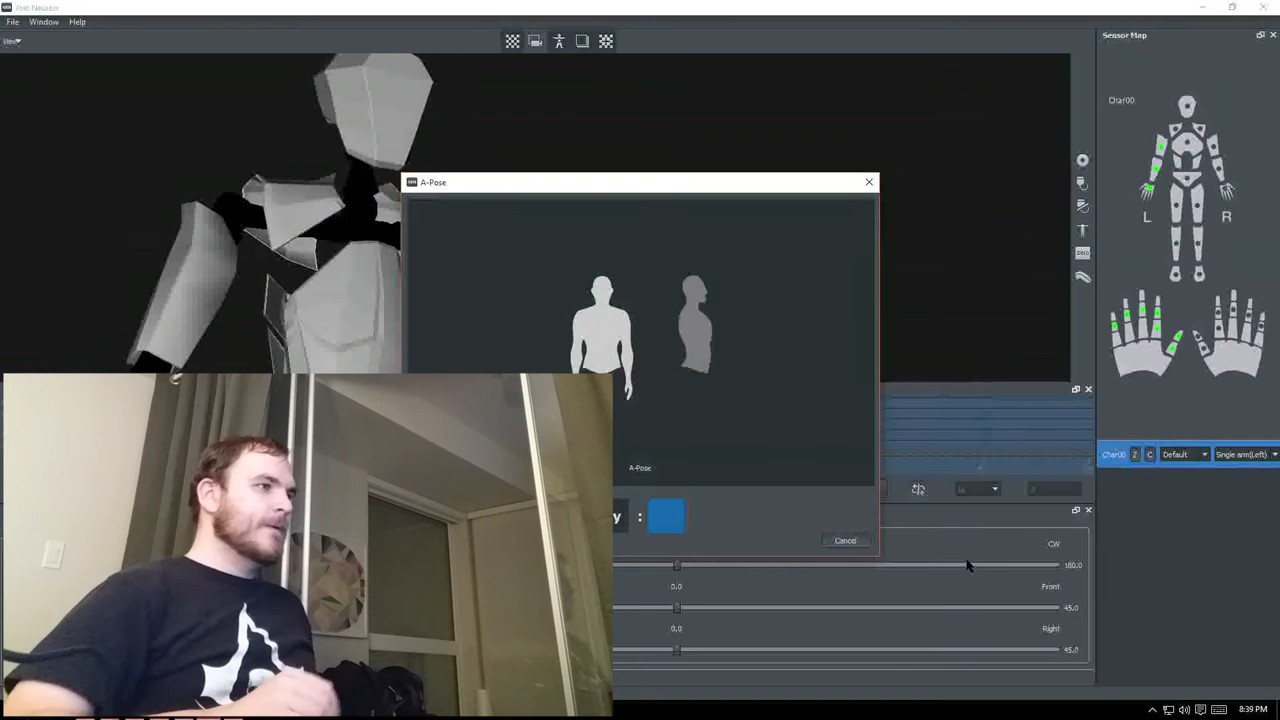 Axis Neuron
File Window Help
View
Sensor Map
Char00
A-Pose
L R
A-Pose
y :
Cancel
Char00 Z C Default Single arm(Left)
1x
CW
180.0
0.0 Front
45.0
0.0 Right
45.0
8:39 PM